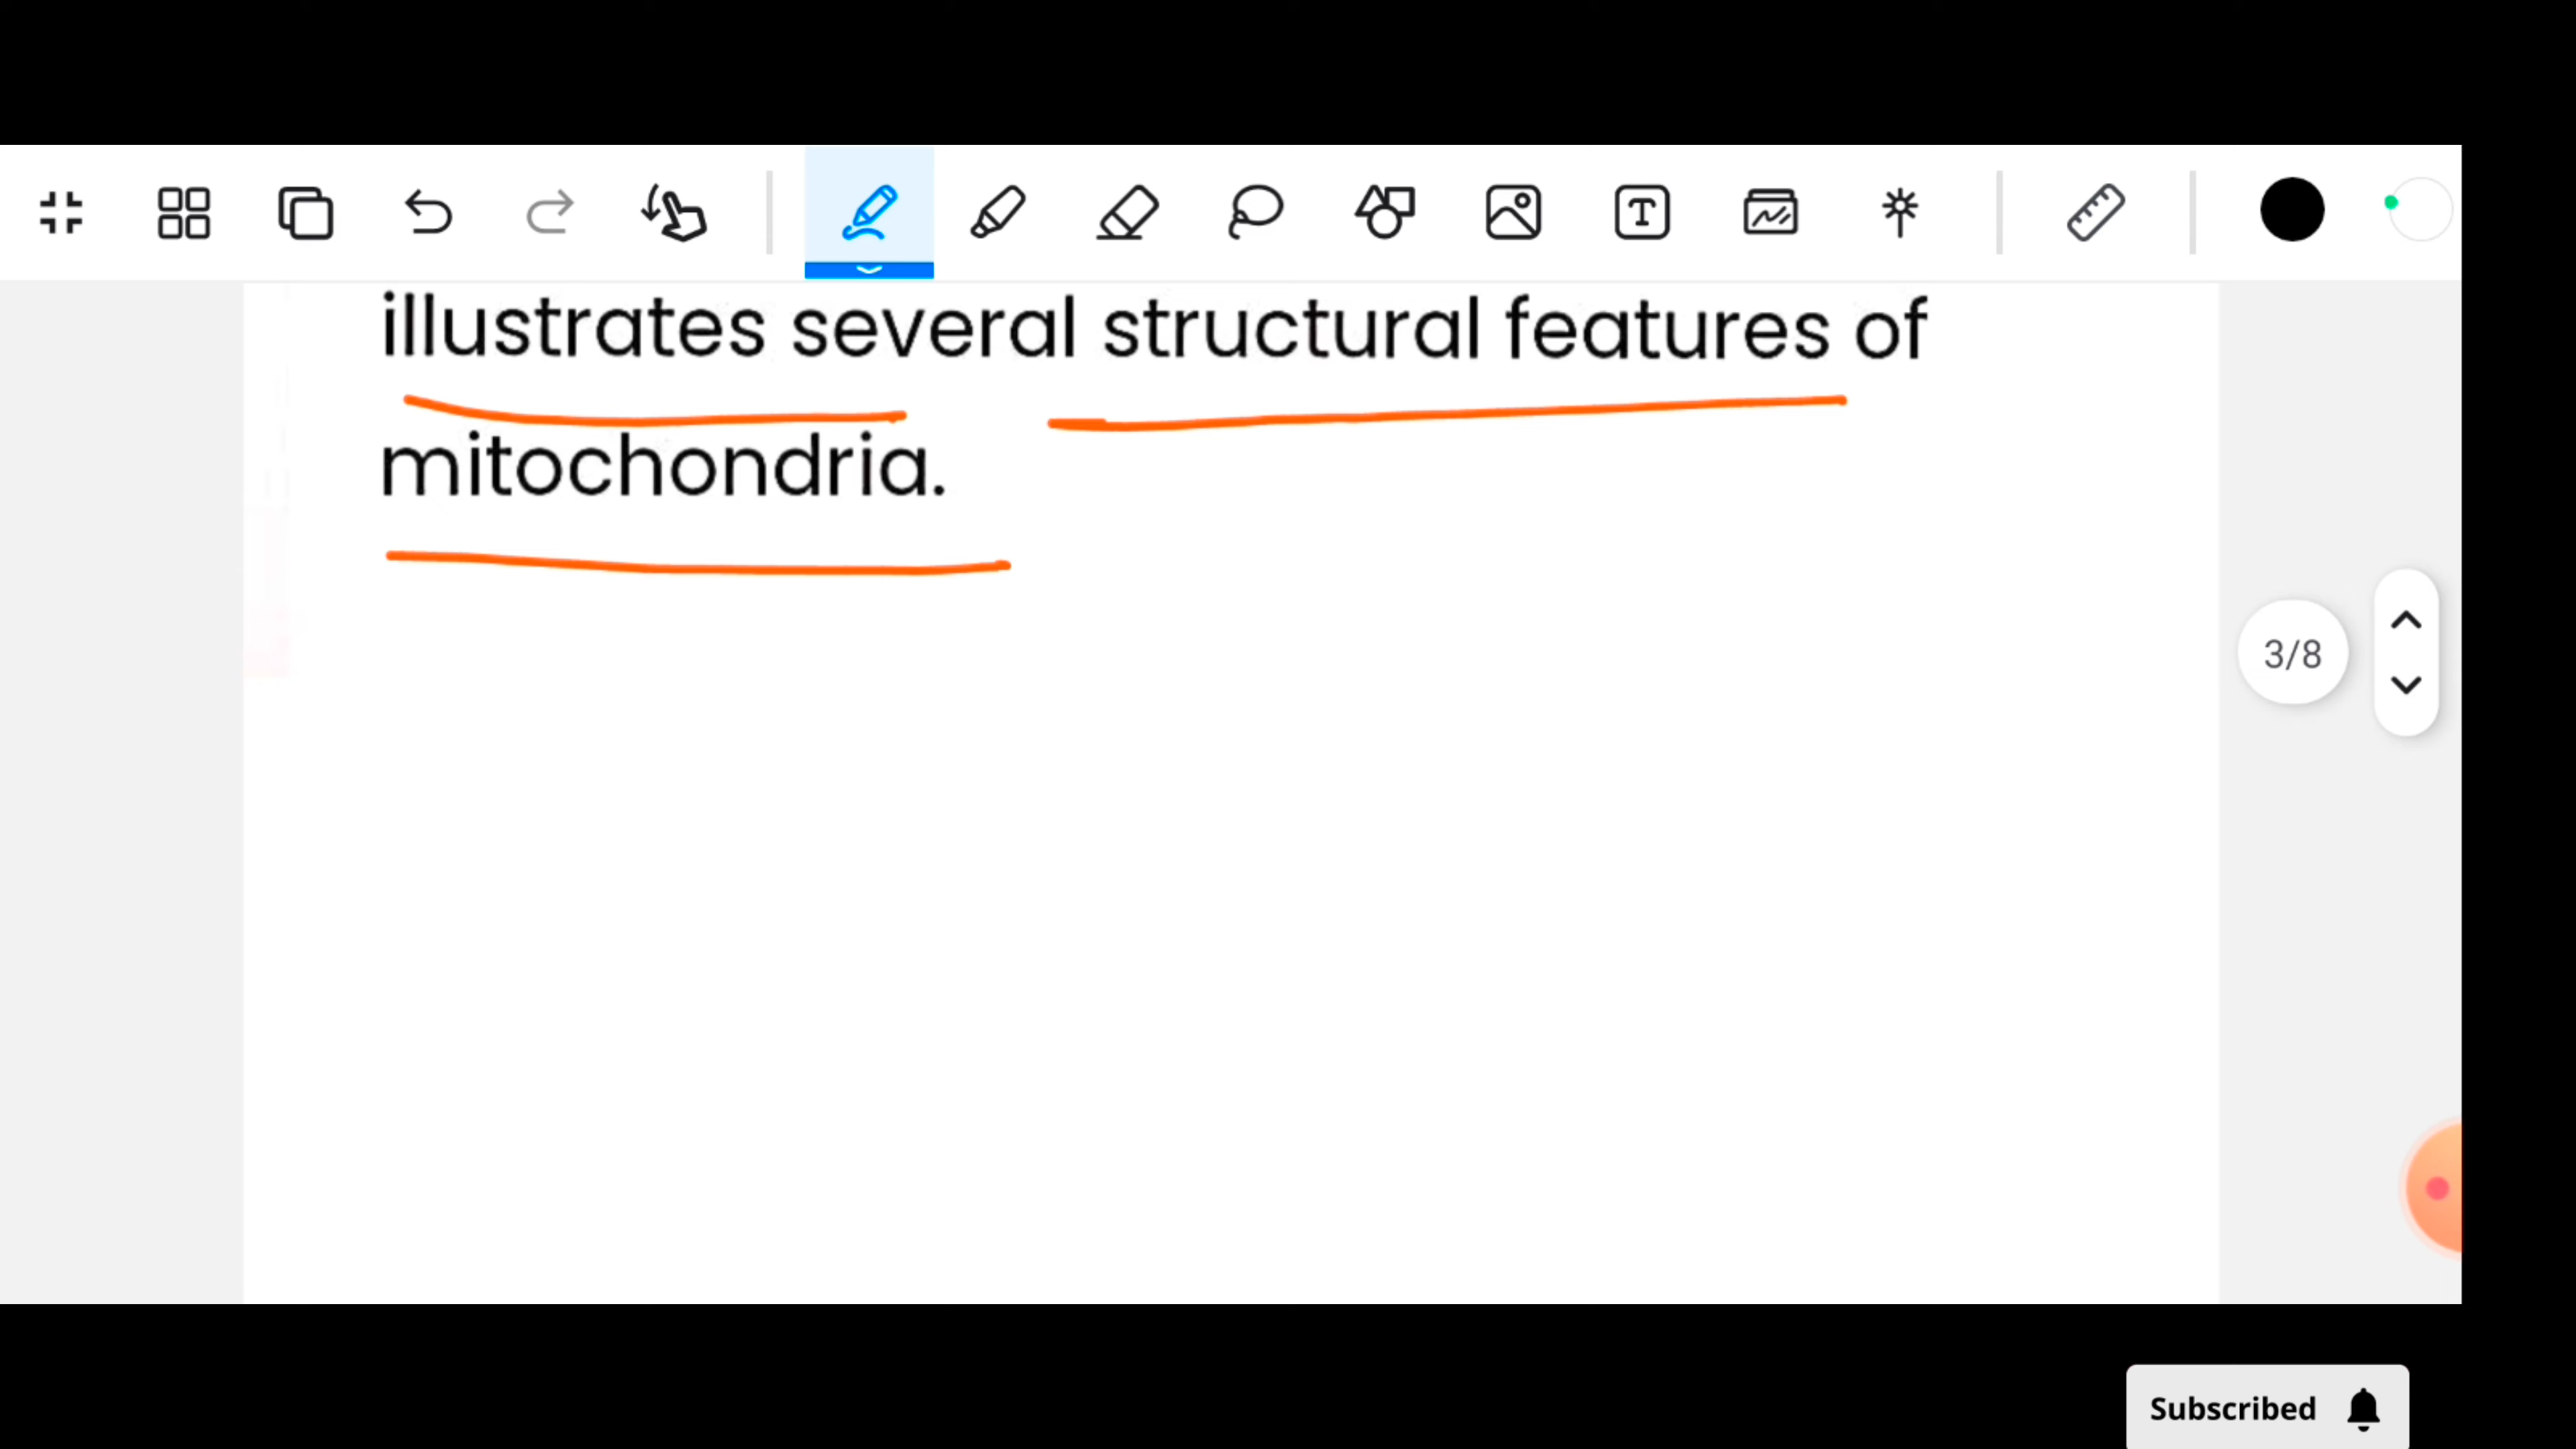 illustrates several structural features of
mitochondria.
3/8
Subscribed